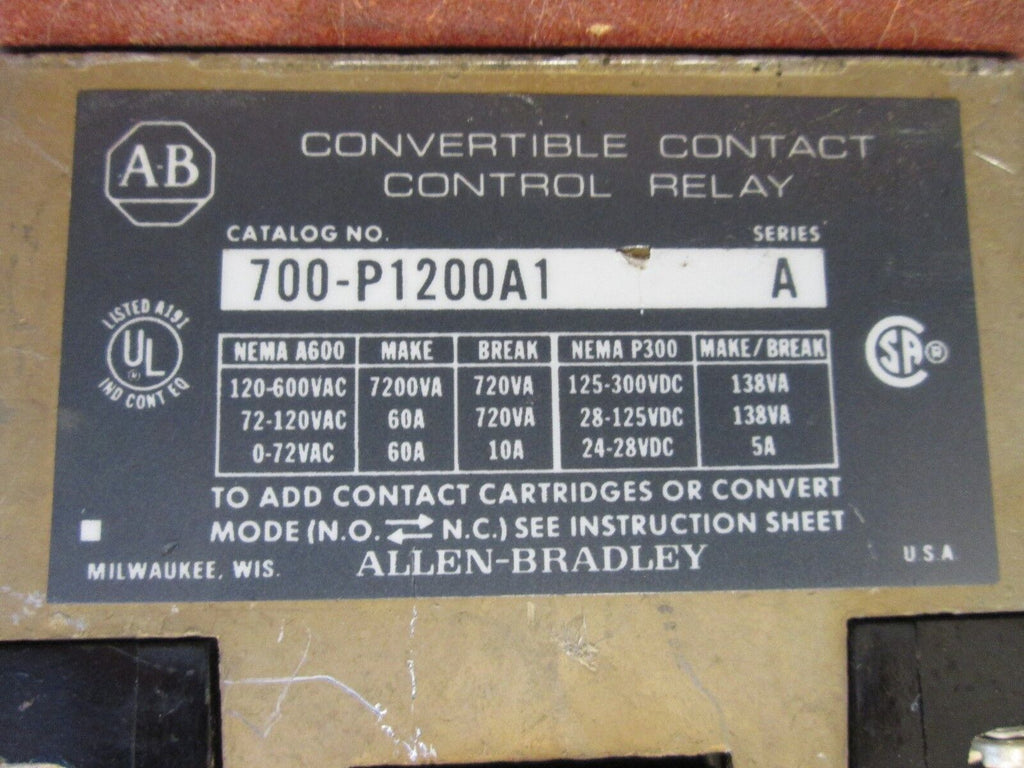 A-B
CONVERTIBLE CONTACT
CONTROL RELAY
CATALOG NO. SERIES
700-P1200A1 A
LISTED A191
UL
IND CONT EQ
SA ®
NEMA A600 MAKE BREAK NEMA P300 MAKE/BREAK
120-600VAC 7200VA 720VA 125-300VDC 138VA
72-120VAC 60A 720VA 28-125VDC 138VA
0-72VAC 60A 10A 24-28VDC 5A
TO ADD CONTACT CARTRIDGES OR CONVERT
MODE (N.O. ⇄ N.C.) SEE INSTRUCTION SHEET
MILWAUKEE, WIS. ALLEN-BRADLEY USA